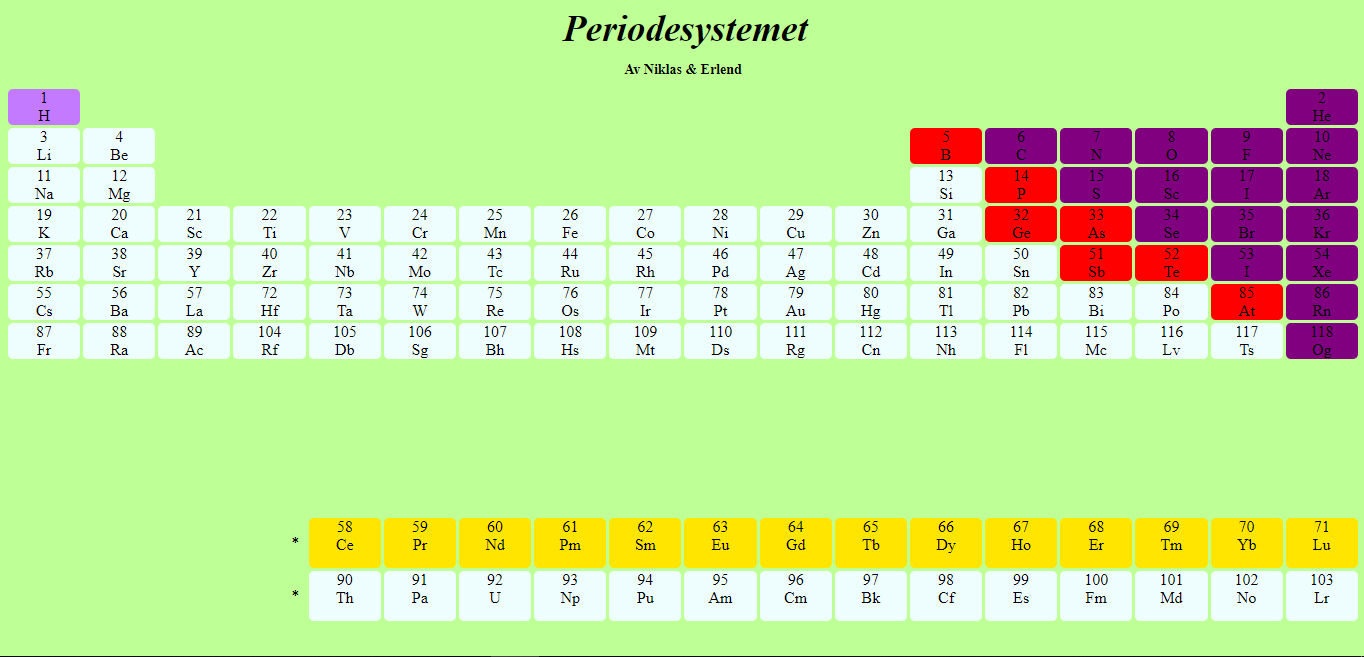 Periodesystemet
Av Niklas & Erlend
1 2
H He
3 4 5 6 7 8 9 10
Li Be B C N O F Ne
11 12 13 14 15 16 17 18
Na Mg Si P S Sc I Ar
19 20 21 22 23 24 25 26 27 28 29 30 31 32 33 34 35 36
K Ca Sc Ti V Cr Mn Fe Co Ni Cu Zn Ga Ge As Se Br Kr
37 38 39 40 41 42 43 44 45 46 47 48 49 50 51 52 53 54
Rb Sr Y Zr Nb Mo Tc Ru Rh Pd Ag Cd In Sn Sb Te I Xe
55 56 57 72 73 74 75 76 77 78 79 80 81 82 83 84 85 86
Cs Ba La Hf Ta W Re Os Ir Pt Au Hg Tl Pb Bi Po At Rn
87 88 89 104 105 106 107 108 109 110 111 112 113 114 115 116 117 118
Fr Ra Ac Rf Db Sg Bh Hs Mt Ds Rg Cn Nh Fl Mc Lv Ts Og
58 59 60 61 62 63 64 65 66 67 68 69 70 71
* Ce Pr Nd Pm Sm Eu Gd Tb Dy Ho Er Tm Yb Lu
90 91 92 93 94 95 96 97 98 99 100 101 102 103
* Th Pa U Np Pu Am Cm Bk Cf Es Fm Md No Lr